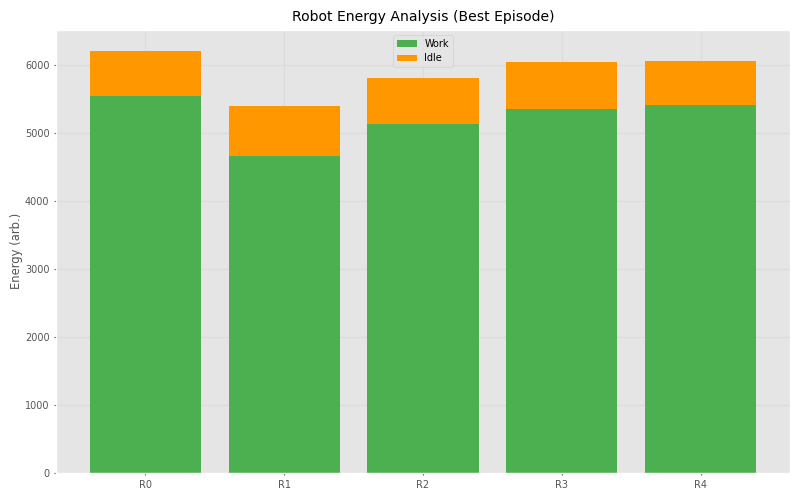 Robot Energy Analysis (Best Episode)
Work
Idle
Energy (arb.)
6000
5000
4000
3000
2000
1000
0
R0 R1 R2 R3 R4